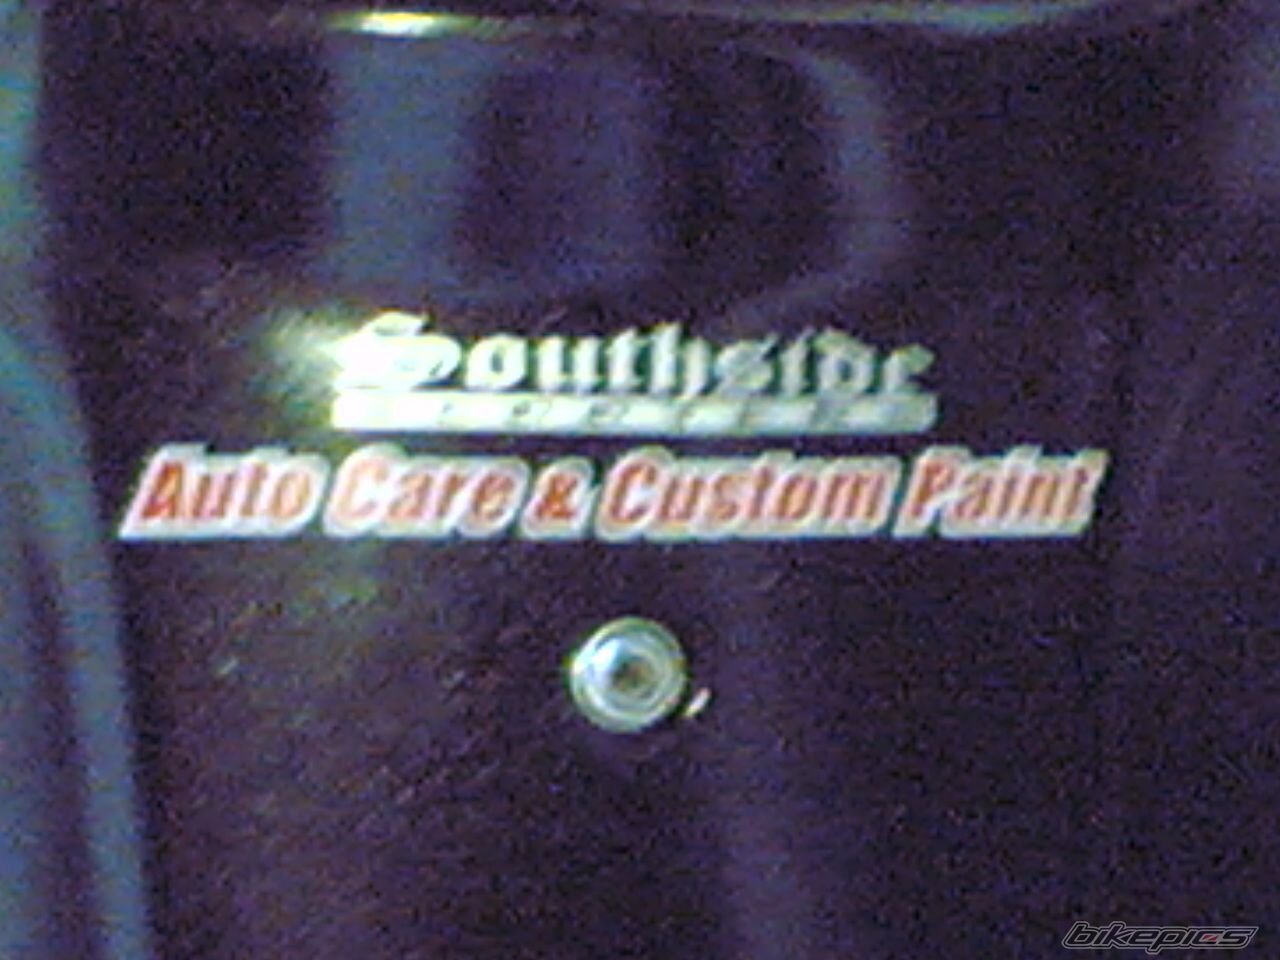 Southside
Auto Care & Custom Paint
bikepics